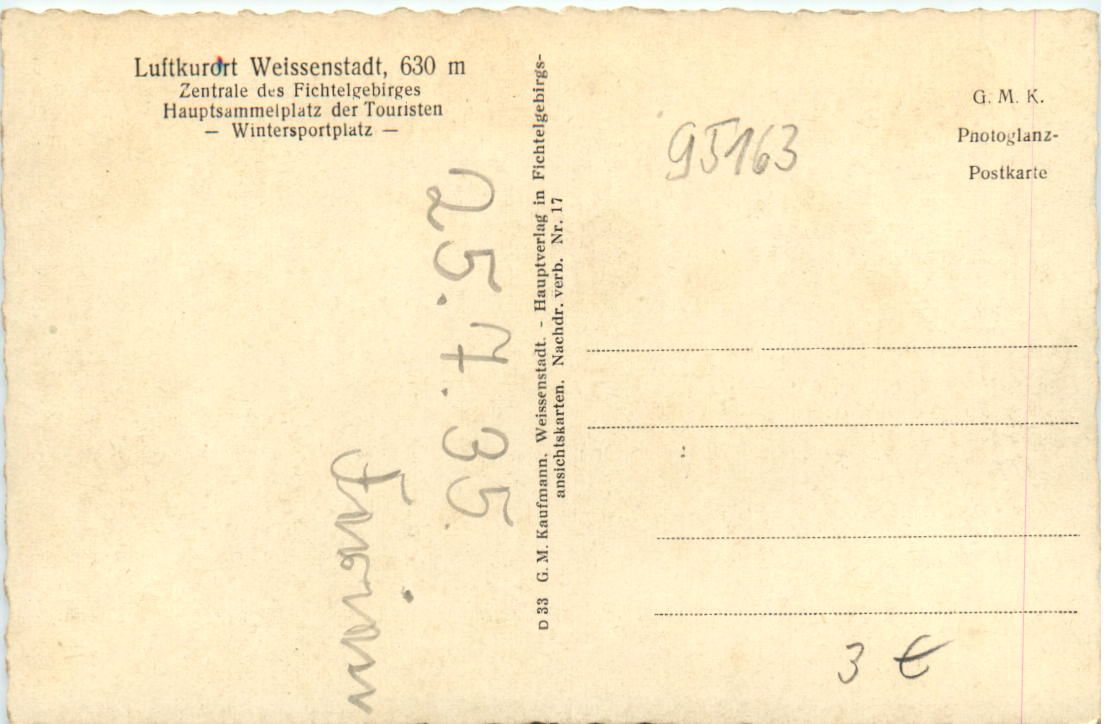 Luftkurort Weissenstadt, 630 m
Zentrale des Fichtelgebirges
Hauptsammelplatz der Touristen
— Wintersportplatz —
25.7.35
D 33 G. M. Kaufmann, Weissenstadt. - Hauptverlag in Fichtelgebirgs-
ansichtskarten. Nachdr. verb. Nr. 17
95163
G. M. K.
Photoglanz-
Postkarte
3 €